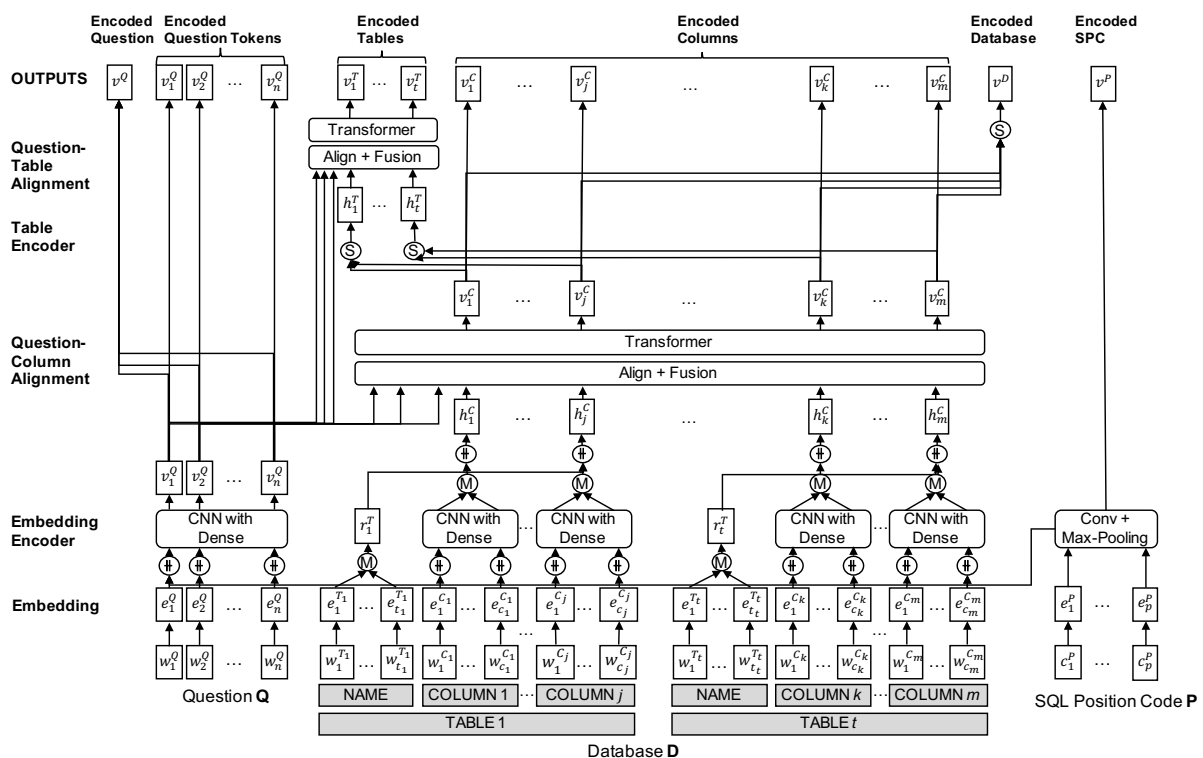 Encoded Question Encoded Question Tokens Encoded Tables Encoded Columns Encoded Database Encoded SPC
OUTPUTS v^Q v_1^Q v_2^Q … v_n^Q v_1^T … v_t^T v_1^C … v_j^C … v_k^C … v_m^C v^D v^P
Transformer S
Question-Table Alignment Align + Fusion
h_1^T … h_t^T
Table Encoder S S
v_1^C … v_j^C … v_k^C … v_m^C
Transformer
Question-Column Alignment Align + Fusion
h_1^C … h_j^C … h_k^C … h_m^C
v_1^Q v_2^Q … v_n^Q M M M M
Embedding Encoder CNN with Dense r_1^T CNN with Dense … CNN with Dense r_t^T CNN with Dense … CNN with Dense Conv + Max-Pooling
M M
Embedding e_1^Q e_2^Q … e_n^Q e_1^{T_1} … e_{t_1}^{T_1} e_1^{C_1} … e_{c_1}^{C_1} … e_1^{C_j} … e_{c_j}^{C_j} e_1^{T_t} … e_{t_t}^{T_t} e_1^{C_k} … e_{c_k}^{C_k} … e_1^{C_m} … e_{c_m}^{C_m} e_1^P … e_p^P
w_1^Q w_2^Q … w_n^Q w_1^{T_1} … w_{t_1}^{T_1} w_1^{C_1} … w_{c_1}^{C_1} … w_1^{C_j} … w_{c_j}^{C_j} w_1^{T_t} … w_{t_t}^{T_t} w_1^{C_k} … w_{c_k}^{C_k} … w_1^{C_m} … w_{c_m}^{C_m} c_1^P … c_p^P
Question Q NAME COLUMN 1 … COLUMN j NAME COLUMN k … COLUMN m SQL Position Code P
TABLE 1 TABLE t
Database D